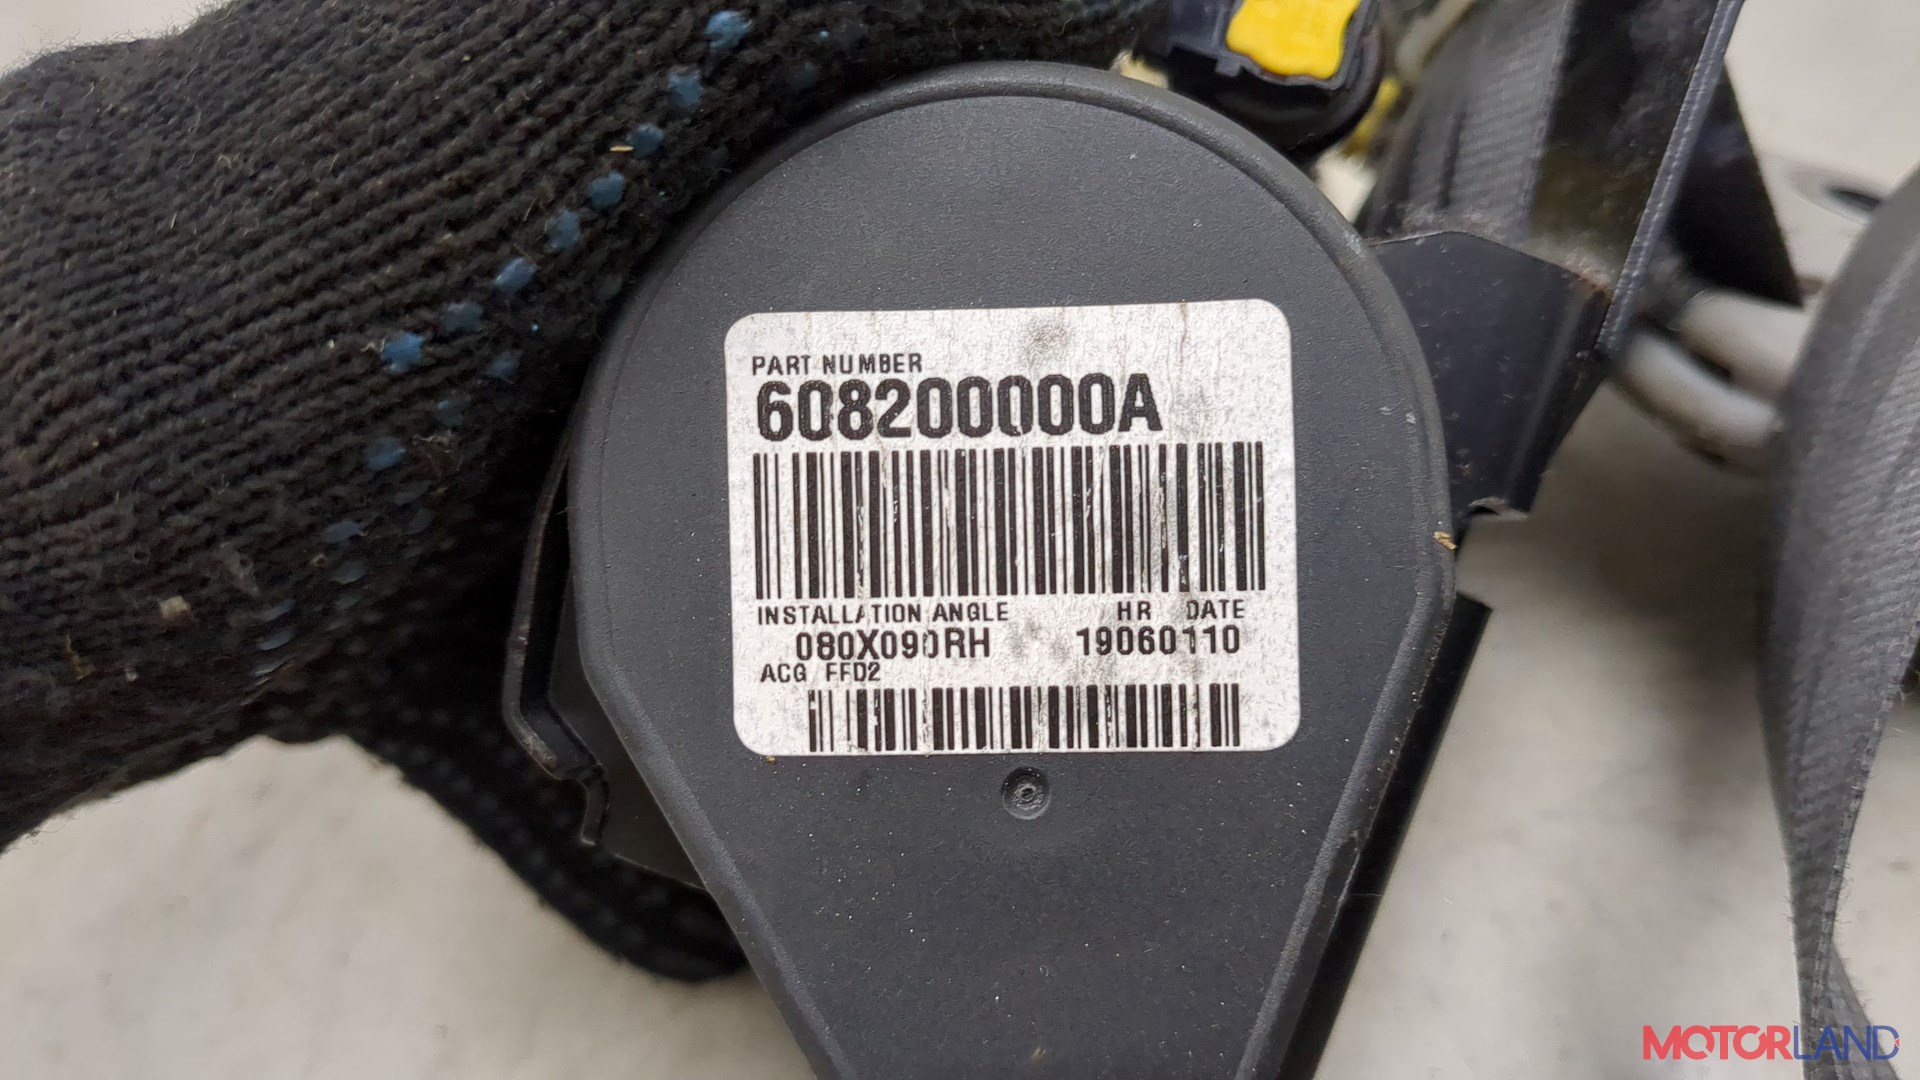 PART NUMBER
608200000A
INSTALLATION ANGLE HR DATE
080X090RH 19060110
ACG FFD2
MOTORLAND